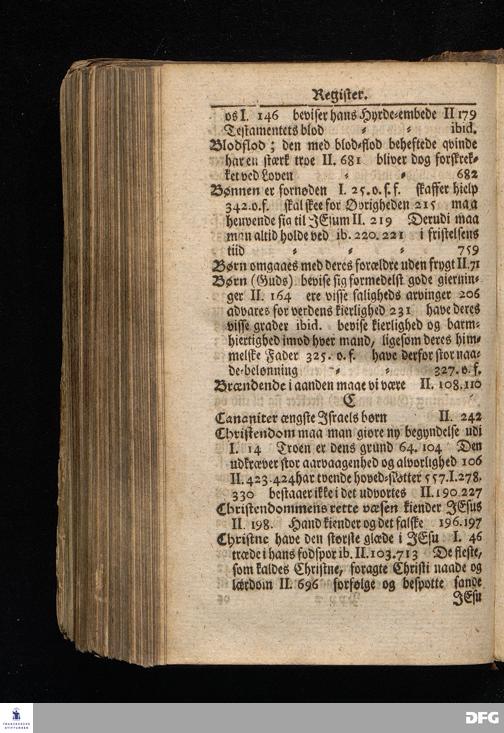 Register.
os I. 146 beviser hans Hyrde-embede II 179
Testamentets blod ibid.
Blodflod; den med blod-flod beheftede qvinde
har en stærk troe II. 681 bliver dog forskrek-
ket ved Loven 682
Bønnen er fornøden I. 25. o. f. f. skaffer hielp
342. o. f. skal skee for Øvrigheden 215 maa
henvende sig til JEsum II. 219 Derudi maa
man altid holde ved ib. 220. 221 i fristelsens
tiid 759
Børn omgaaes med deres forældre uden frygt II. 71
Børn (Guds) bevise sig formedelst gode gierrin-
ger II. 164 ere visse saligheds arvinger 206
advares for verdens kierlighed 231 have deres
visse grader ibid. bevise kierlighed og barm-
hiertighed imod hver mand, ligesom deres him-
melske Fader 325. o. f. have derfor stor naa-
de-belønning 327. o. f.
Brændende i aanden maae vi være II. 108. 110
C
Cananiter ængste Israels børn II. 242
Christendom maa man giøre ny begyndelse udi
I. 14 Troen er dens grund 64. 104 Den
udkræver stor aarvaagenhed og alvorlighed 106
II. 423. 424 har tvende hoved-støtter 557. I. 278.
330 bestaaer ikke i det udvortes II. 190. 227
Christendommens rette væsen kiender JEsus
II. 198. Hand kiender og det falske 196. 197
Christne have den største glæde i JEsu I. 46
træde i hans fodspor ib. II. 103. 713 De fleste,
som kaldes Christne, foragte Christi naade og
lærdom II. 696 forfølge og bespotte sande
JEsu
FRANCKESCHE
STIFTUNGEN
DFG